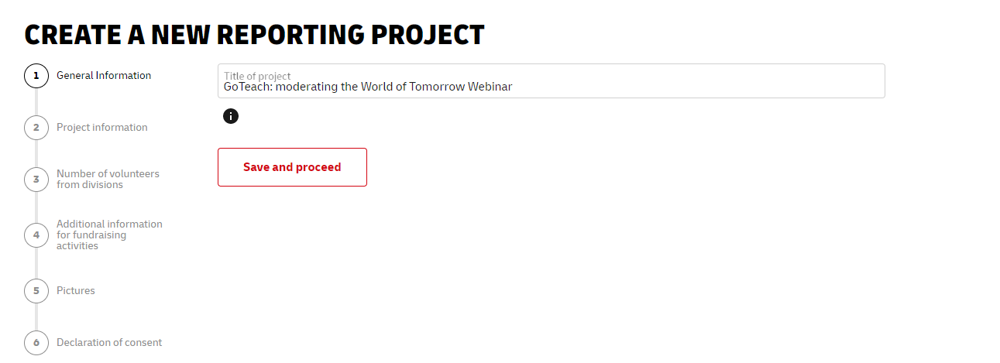 CREATE A NEW REPORTING PROJECT
1
General Information
Title of project
GoTeach: moderating the World of Tomorrow Webinar
i
2
Project information
Save and proceed
3
Number of volunteers
from divisions
4
Additional information
for fundraising
activities
5
Pictures
6
Declaration of consent